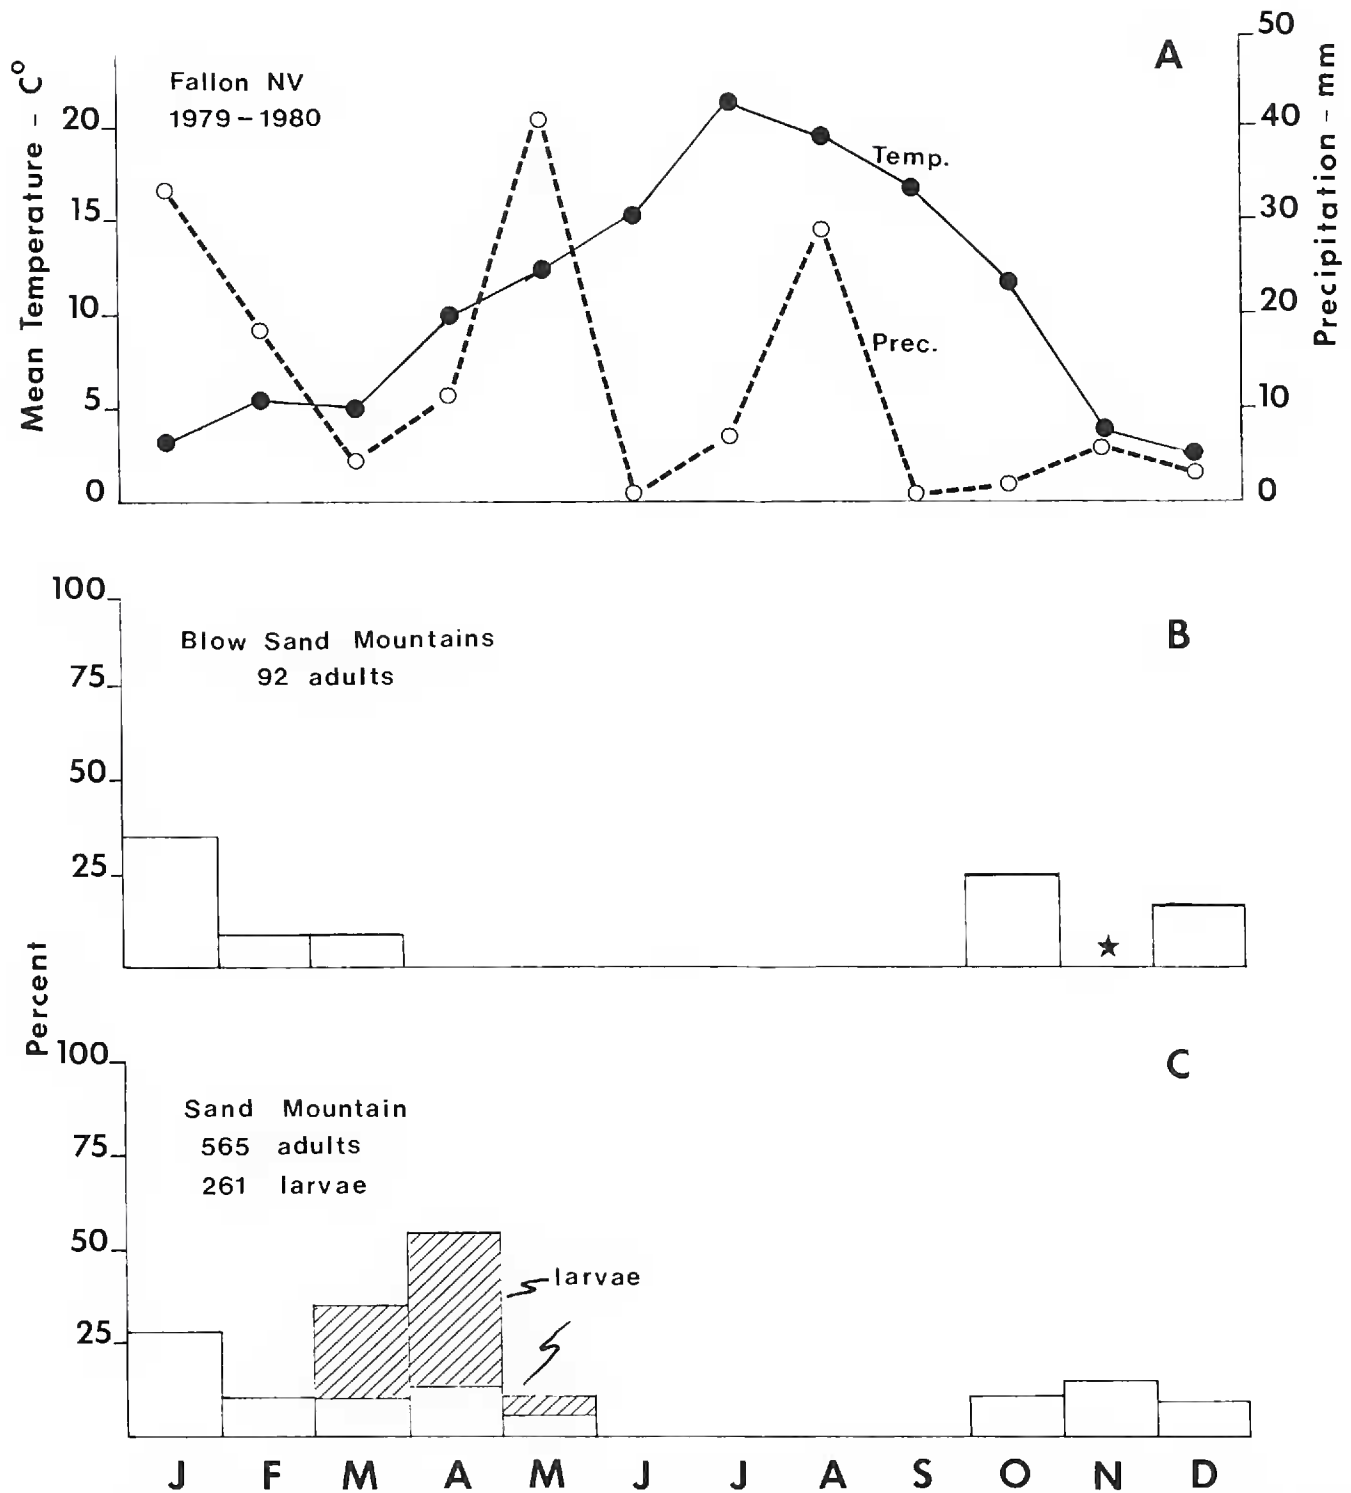 A
Fallon NV
1979-1980
Mean Temperature - C°
20
15
10
5
0
Precipitation - mm
50
40
30
20
10
0
Temp.
Prec.
B
Blow Sand Mountains
92 adults
100
75
50
25
★
Percent
C
Sand Mountain
565 adults
261 larvae
100
75
50
25
larvae
J F M A M J J A S O N D